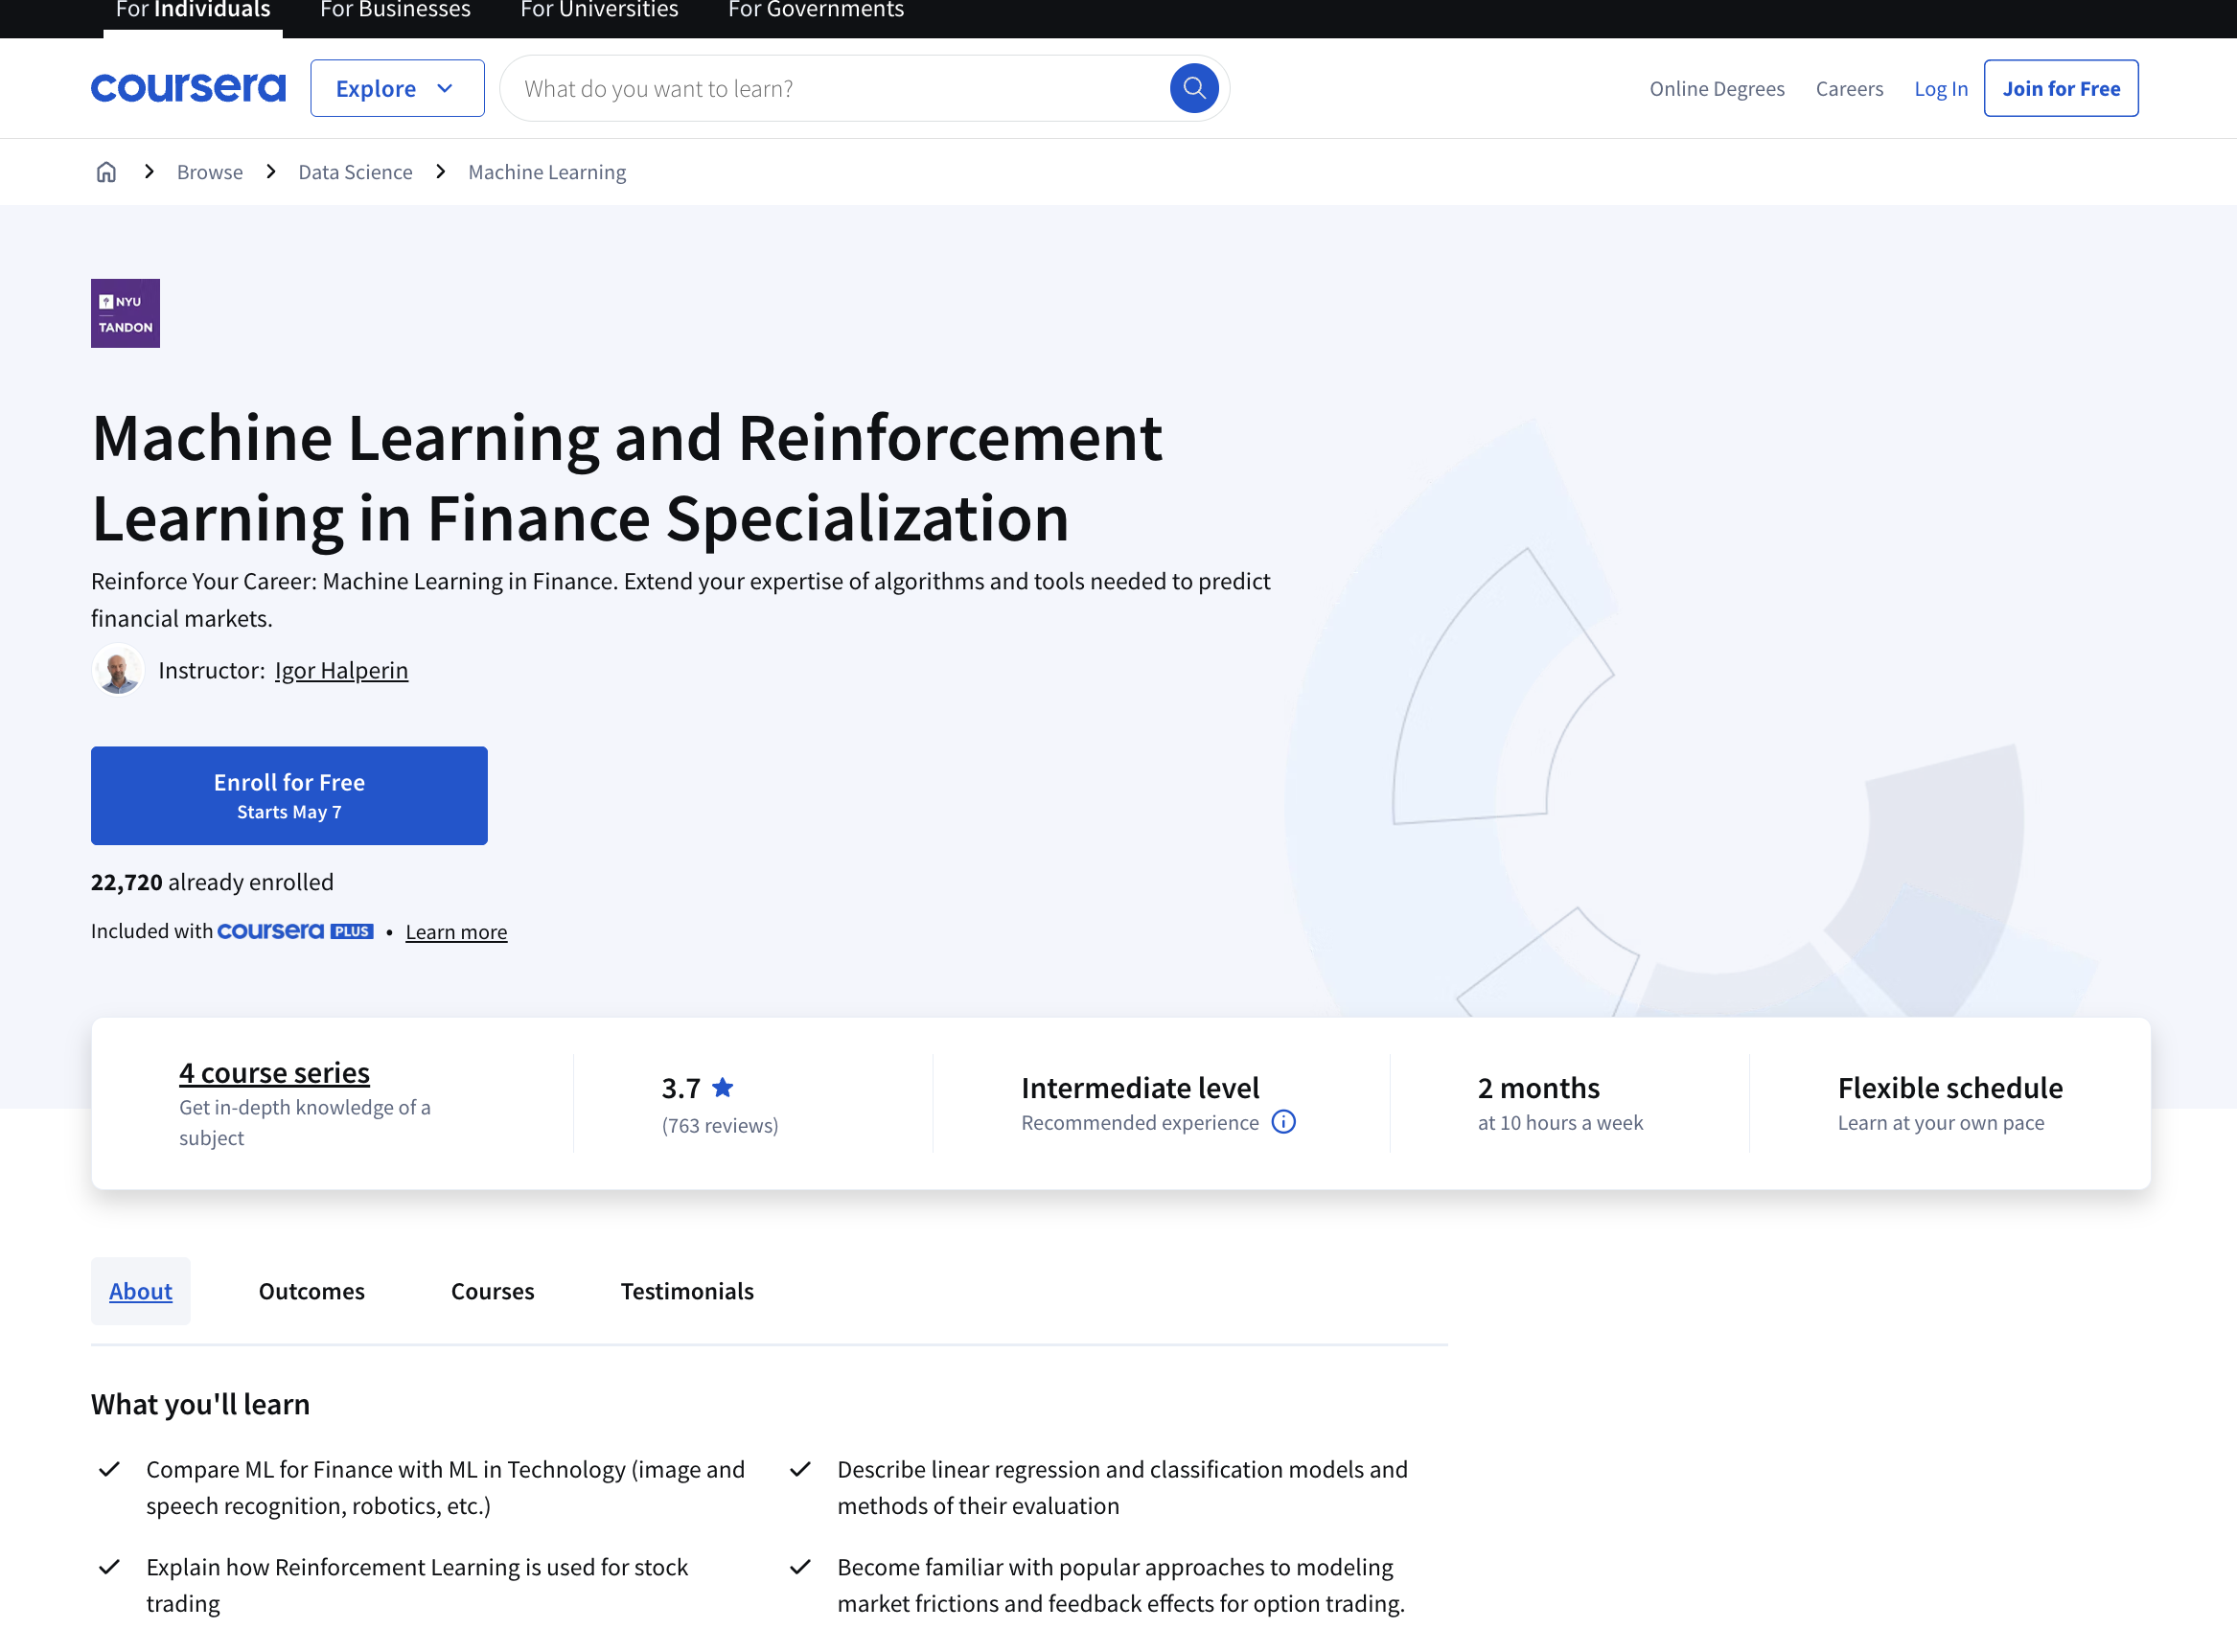 For Individuals
For Businesses
For Universities
For Governments
coursera
Explore
What do you want to learn?
Online Degrees
Careers
Log In
Join for Free
Browse
Data Science
Machine Learning
NYU
TANDON
Machine Learning and Reinforcement
Learning in Finance Specialization
Reinforce Your Career: Machine Learning in Finance. Extend your expertise of algorithms and tools needed to predict
financial markets.
Instructor: Igor Halperin
Enroll for Free
Starts May 7
22,720 already enrolled
Included with coursera PLUS • Learn more
4 course series
Get in-depth knowledge of a
subject
3.7
(763 reviews)
Intermediate level
Recommended experience
2 months
at 10 hours a week
Flexible schedule
Learn at your own pace
About
Outcomes
Courses
Testimonials
What you'll learn
Compare ML for Finance with ML in Technology (image and
speech recognition, robotics, etc.)
Describe linear regression and classification models and
methods of their evaluation
Explain how Reinforcement Learning is used for stock
trading
Become familiar with popular approaches to modeling
market frictions and feedback effects for option trading.